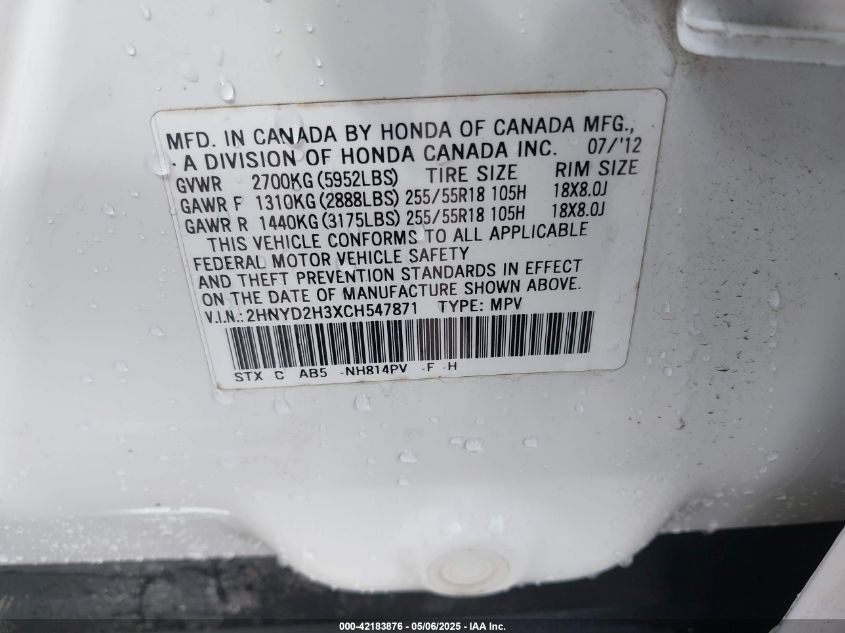 MFD. IN CANADA BY HONDA OF CANADA MFG.,
A DIVISION OF HONDA CANADA INC. 07/'12
GVWR 2700KG (5952LBS) TIRE SIZE RIM SIZE
GAWR F 1310KG (2888LBS) 255/55R18 105H 18X8.0J
GAWR R 1440KG (3175LBS) 255/55R18 105H 18X8.0J
THIS VEHICLE CONFORMS TO ALL APPLICABLE
FEDERAL MOTOR VEHICLE SAFETY
AND THEFT PREVENTION STANDARDS IN EFFECT
ON THE DATE OF MANUFACTURE SHOWN ABOVE.
V.I.N.: 2HNYD2H3XCH547871 TYPE: MPV
STX C AB5 -NH814PV -F -H
000-42183876 - 05/06/2025 - IAA Inc.